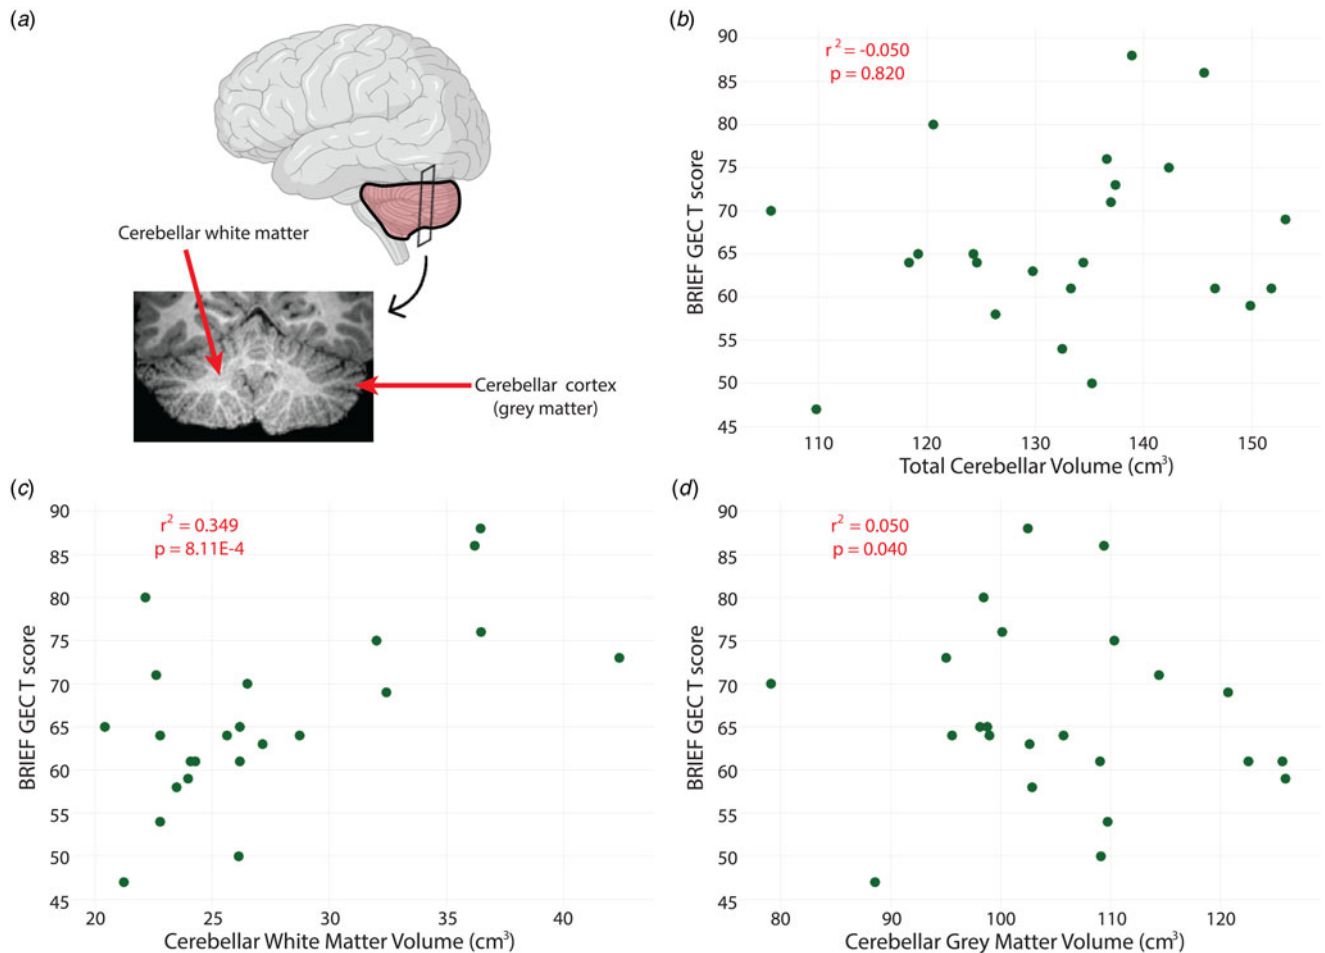 (a)
Cerebellar white matter
Cerebellar cortex
(grey matter)
(b)
r² = -0.050
p = 0.820
BRIEF GEC T score
90
85
80
75
70
65
60
55
50
45
110 120 130 140 150
Total Cerebellar Volume (cm³)
(c)
r² = 0.349
p = 8.11E-4
BRIEF GEC T score
90
85
80
75
70
65
60
55
50
45
20 25 30 35 40
Cerebellar White Matter Volume (cm³)
(d)
r² = 0.050
p = 0.040
BRIEF GEC T score
90
85
80
75
70
65
60
55
50
45
80 100 110 120
Cerebellar Grey Matter Volume (cm³)